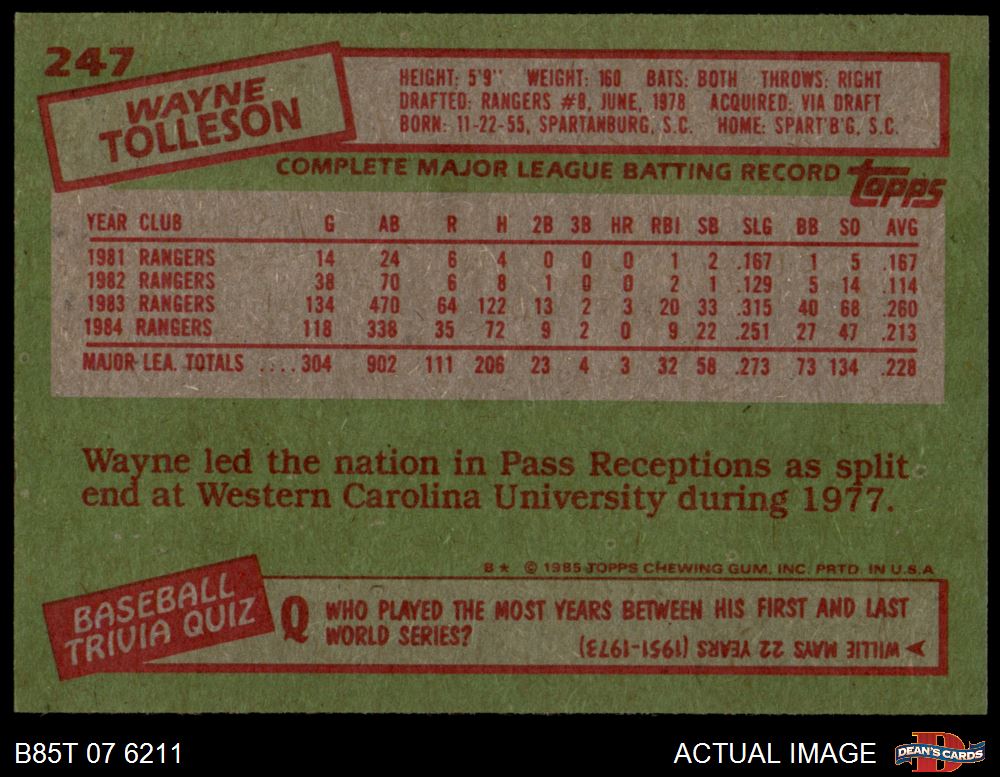 247
WAYNE
TOLLESON
HEIGHT: 5'9" WEIGHT: 160 BATS: BOTH THROWS: RIGHT
DRAFTED: RANGERS #8, JUNE, 1978 ACQUIRED: VIA DRAFT
BORN: 11-22-55, SPARTANBURG, S.C. HOME: SPART'B'G, S.C.
COMPLETE MAJOR LEAGUE BATTING RECORD topps
YEAR CLUB G AB R H 2B 3B HR RBI SB SLG BB SO AVG
1981 RANGERS 14 24 6 4 0 0 0 1 2 .167 1 5 .167
1982 RANGERS 38 70 6 8 1 0 0 2 1 .129 5 14 .114
1983 RANGERS 134 470 64 122 13 2 3 20 33 .315 40 68 .260
1984 RANGERS 118 338 35 72 9 2 0 9 22 .251 27 47 .213
MAJOR LEA. TOTALS ....304 902 111 206 23 4 3 32 58 .273 73 134 .228
Wayne led the nation in Pass Receptions as split
end at Western Carolina University during 1977.
B* © 1985 TOPPS CHEWING GUM, INC. PRTD. IN U.S.A
BASEBALL
TRIVIA QUIZ
Q WHO PLAYED THE MOST YEARS BETWEEN HIS FIRST AND LAST
WORLD SERIES?
WILLIE MAYS 22 YEARS (1951-1973)
B85T 07 6211
ACTUAL IMAGE
D
DEAN'S CARDS